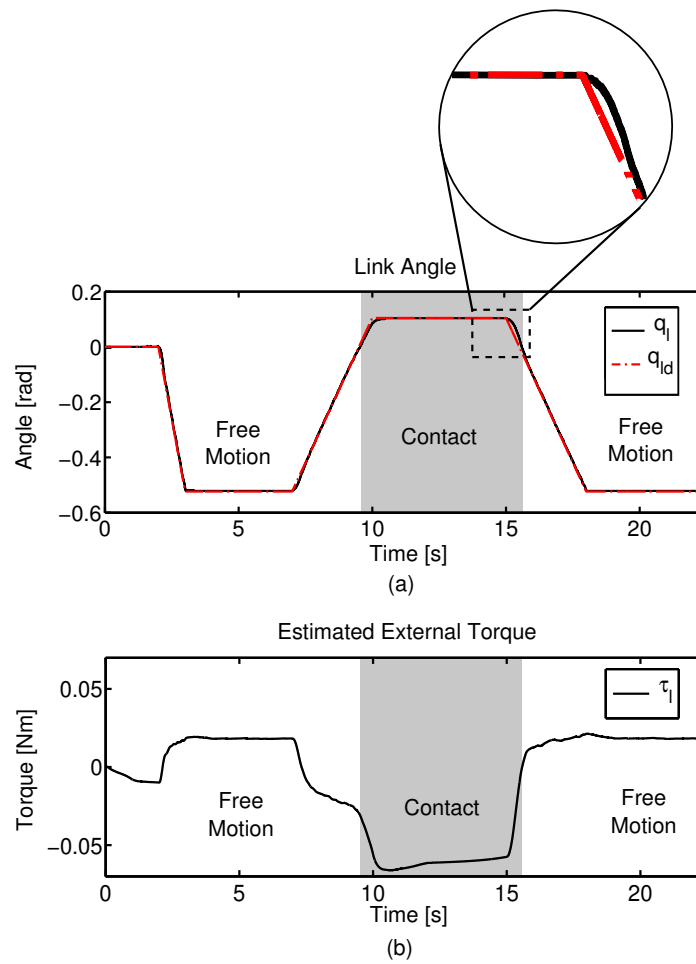 Link Angle
0.2
0
−0.2
−0.4
−0.6
Angle [rad]
q_l
q_ld
Free
Motion
Contact
Free
Motion
0
5
10
15
20
Time [s]
(a)
Estimated External Torque
0.05
0
−0.05
Torque [Nm]
τ_l
Free
Motion
Contact
Free
Motion
0
5
10
15
20
Time [s]
(b)